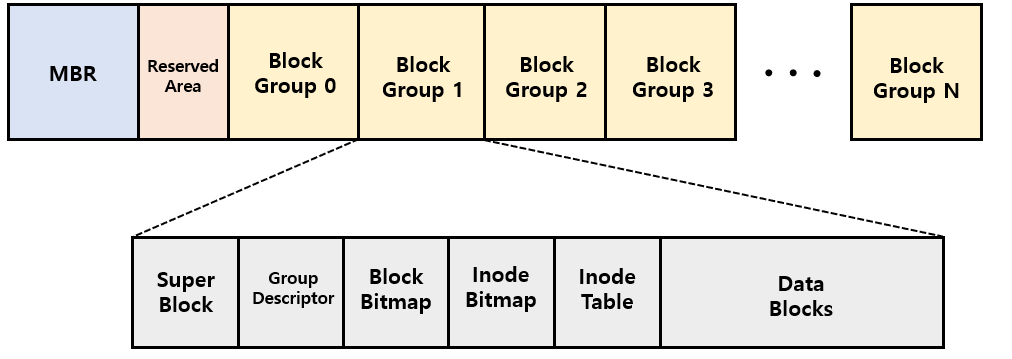 MBR
Reserved
Area
Block
Group 0
Block
Group 1
Block
Group 2
Block
Group 3
• • •
Block
Group N
Super
Block
Group
Descriptor
Block
Bitmap
Inode
Bitmap
Inode
Table
Data
Blocks